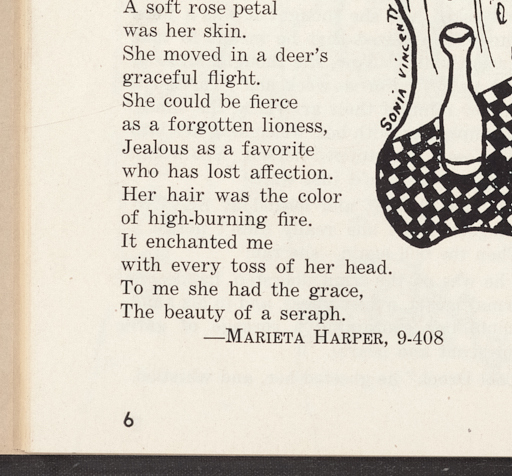 A soft rose petal
was her skin.
She moved in a deer's
graceful flight.
She could be fierce
as a forgotten lioness,
Jealous as a favorite
who has lost affection.
Her hair was the color
of high-burning fire.
It enchanted me
with every toss of her head.
To me she had the grace,
The beauty of a seraph.
—MARIETA HARPER, 9-408
SONIA VINCENTY
6